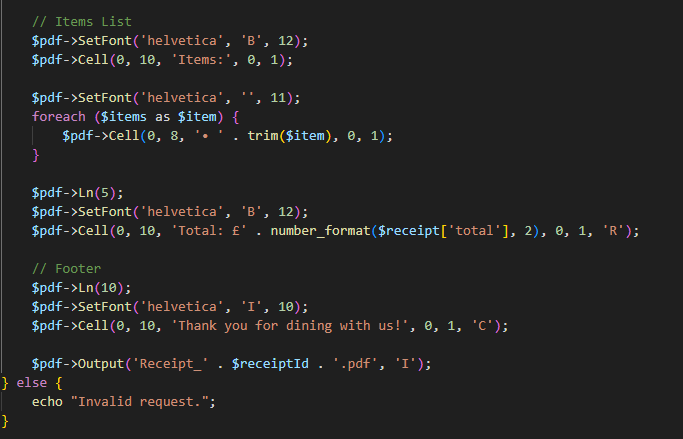 // Items List
$pdf->SetFont('helvetica', 'B', 12);
$pdf->Cell(0, 10, 'Items:', 0, 1);
$pdf->SetFont('helvetica', '', 11);
foreach ($items as $item) {
$pdf->Cell(0, 8, '• ' . trim($item), 0, 1);
}
$pdf->Ln(5);
$pdf->SetFont('helvetica', 'B', 12);
$pdf->Cell(0, 10, 'Total: £' . number_format($receipt['total'], 2), 0, 1, 'R');
// Footer
$pdf->Ln(10);
$pdf->SetFont('helvetica', 'I', 10);
$pdf->Cell(0, 10, 'Thank you for dining with us!', 0, 1, 'C');
$pdf->Output('Receipt_' . $receiptId . '.pdf', 'I');
} else {
echo "Invalid request.";
}